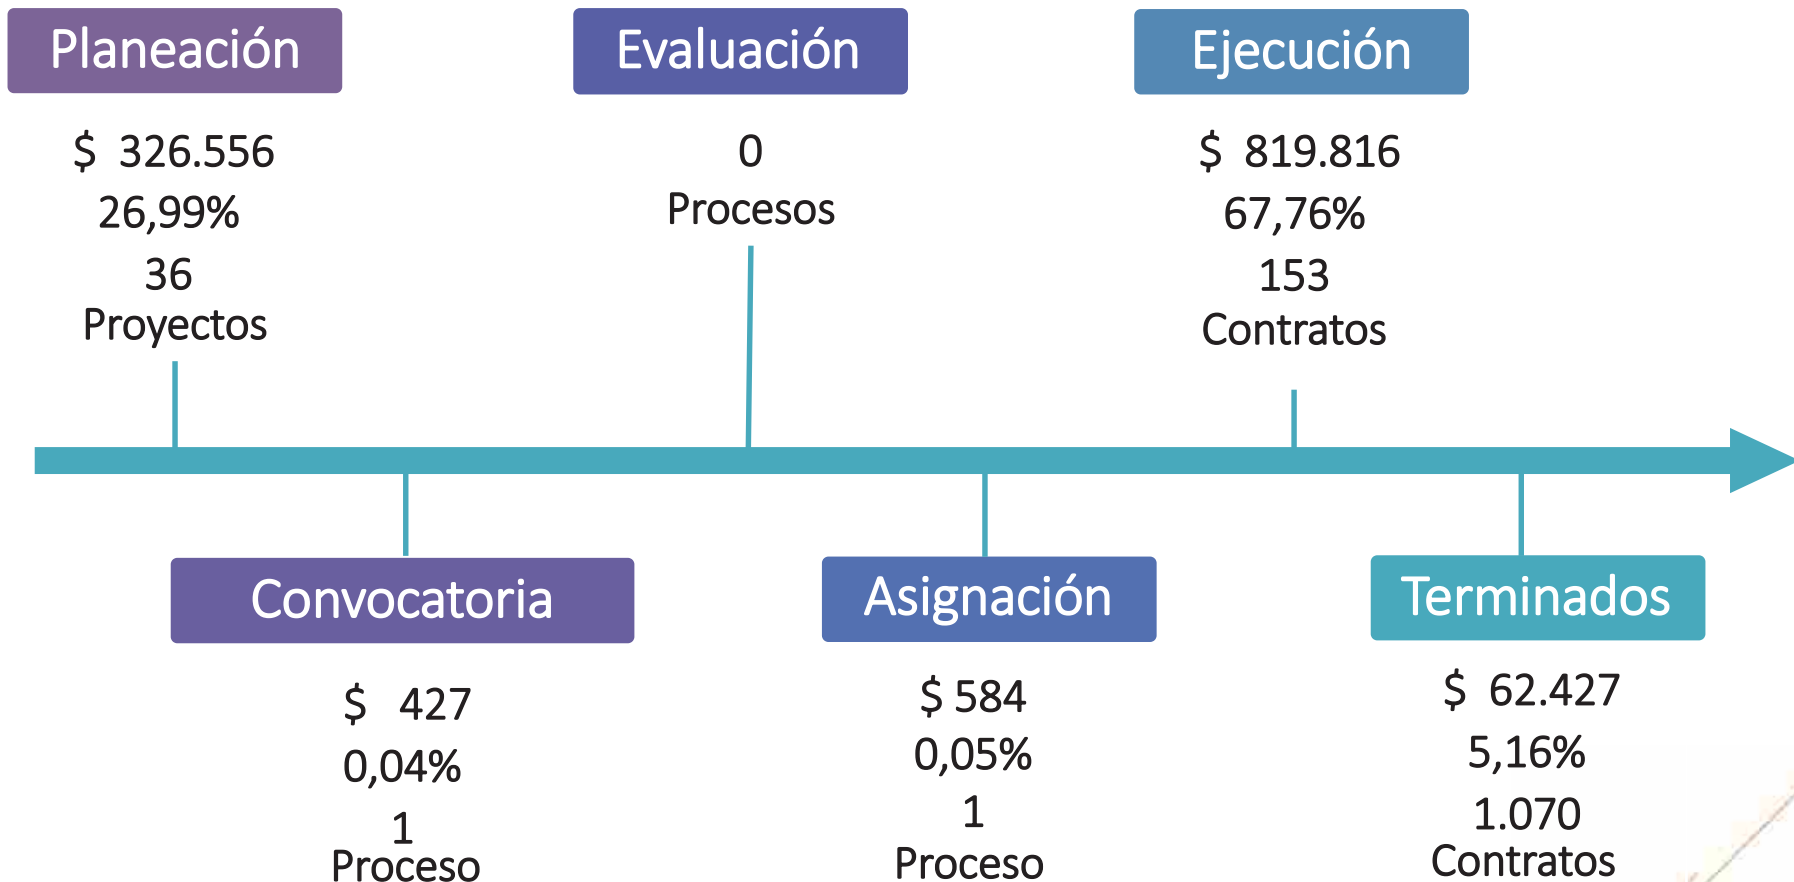 Planeación
$ 326.556
26,99%
36
Proyectos
Evaluación
0
Procesos
Ejecución
$ 819.816
67,76%
153
Contratos
Convocatoria
$ 427
0,04%
1
Proceso
Asignación
$ 584
0,05%
1
Proceso
Terminados
$ 62.427
5,16%
1.070
Contratos